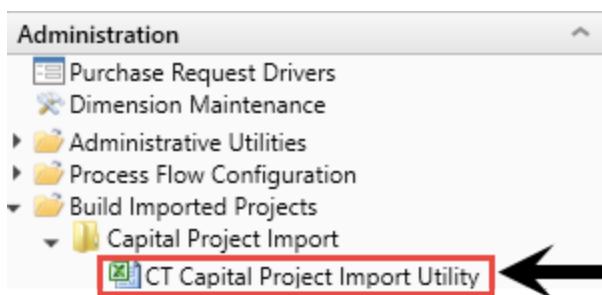 Administration
Purchase Request Drivers
Dimension Maintenance
Administrative Utilities
Process Flow Configuration
Build Imported Projects
Capital Project Import
CT Capital Project Import Utility